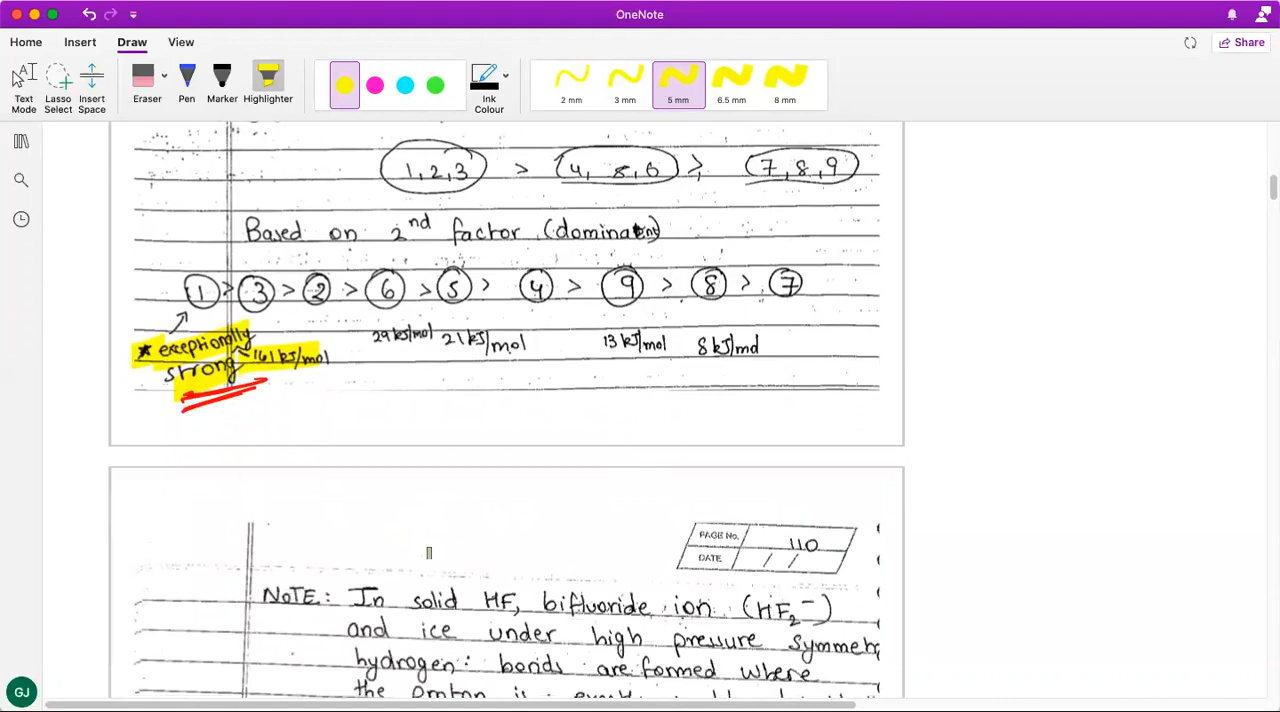 OneNote
Home Insert Draw View
Share
Text Mode
Lasso Select
Insert Space
Eraser
Pen
Marker
Highlighter
Ink Colour
2 mm
3 mm
5 mm
6.5 mm
8 mm
1, 2, 3 > 4, 5, 6 ⩾ 7, 8, 9
Based on 2nd factor (dominant)
1 > 3 > 2 > 6 > 5 > 4 > 9 > 8 > 7
29 kJ/mol 21 kJ/mol 13 kJ/mol 8 kJ/mol
* exceptionally
strong ≈ 161 kJ/mol
PAGE No. 110
DATE / /
NOTE: In solid HF, bifluoride ion (HF2−)
and ice under high pressure
hydrogen bonds are formed where
the proton is
GJ